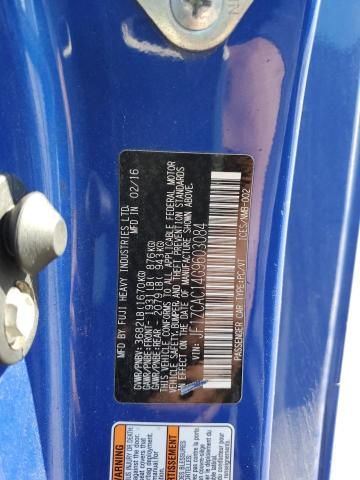 MFD BY FUJI HEAVY INDUSTRIES LTD.
MFD IN 02/16
GVWR/PNBV: 3682LB(1670KG)
GAWR/PNBE:FRONT- 1931LB( 876KG)
GAWR/PNBE:REAR - 2079LB( 943KG)
THIS VEHICLE CONFORMS TO ALL APPLICABLE FEDERAL MOTOR
VEHICLE SAFETY,BUMPER,AND THEFT PREVENTION STANDARDS
IN EFFECT ON THE DATE OF MANUFACTURE SHOWN ABOVE.
VIN: JF1ZCAC14G9603084
PASSENGER CAR TYPE:PC/VT
ICES/NMB-002
WARNING